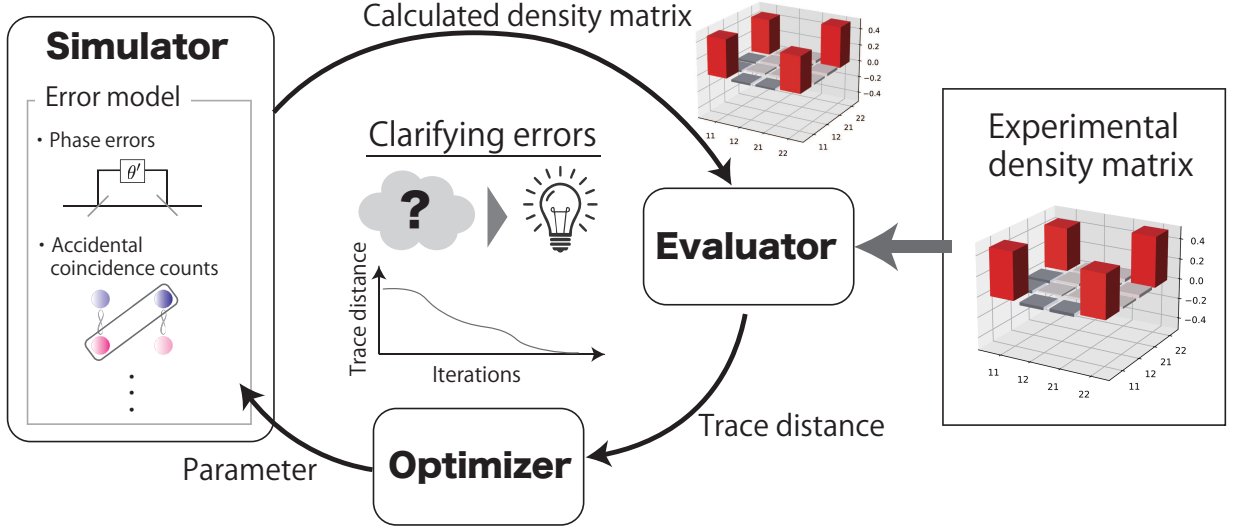 Simulator
Error model
・Phase errors
θ′
・Accidental
coincidence counts
Calculated density matrix
0.4
0.2
0.0
−0.2
−0.4
11
12
21
22
11
12
21
22
Clarifying errors
?
Trace distance
Iterations
Evaluator
Experimental
density matrix
0.4
0.2
0.0
−0.2
−0.4
11
12
21
22
11
12
21
22
Trace distance
Optimizer
Parameter